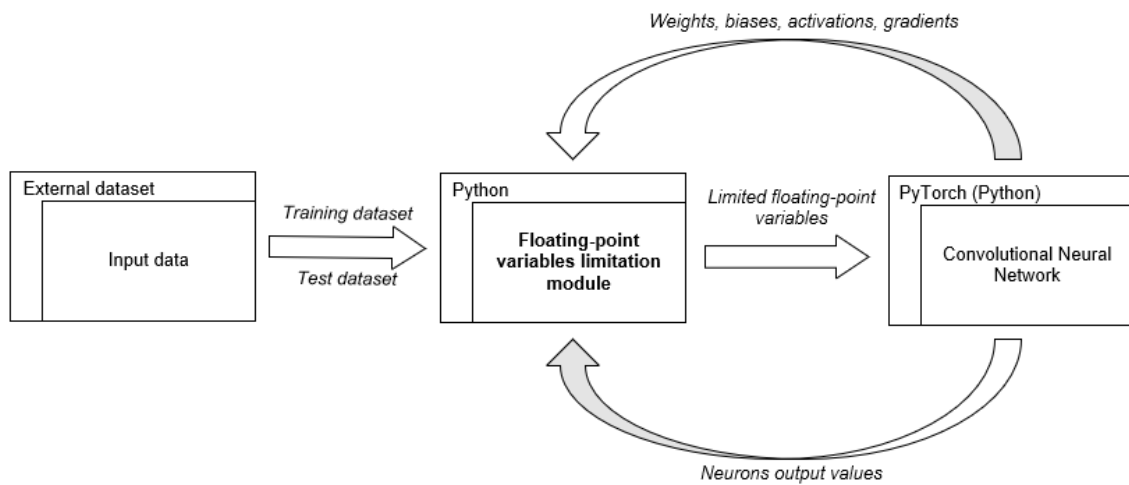 Weights, biases, activations, gradients
External dataset
Input data
Training dataset
Test dataset
Python
Floating-point
variables limitation
module
Limited floating-point
variables
PyTorch (Python)
Convolutional Neural
Network
Neurons output values